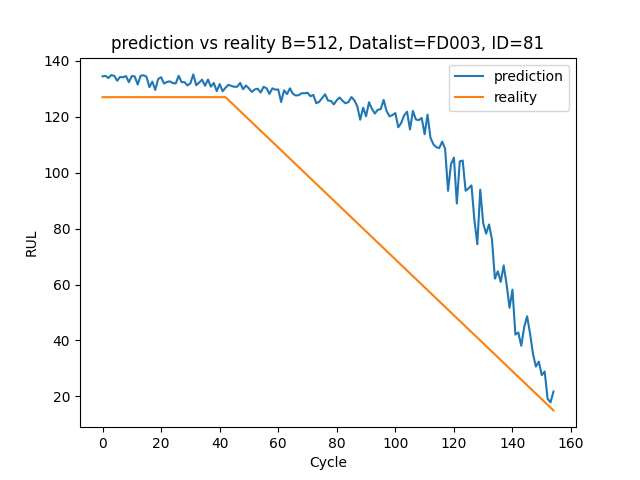 prediction vs reality B=512, Datalist=FD003, ID=81
prediction
reality
140
120
100
80
60
40
20
RUL
0 20 40 60 80 100 120 140 160
Cycle